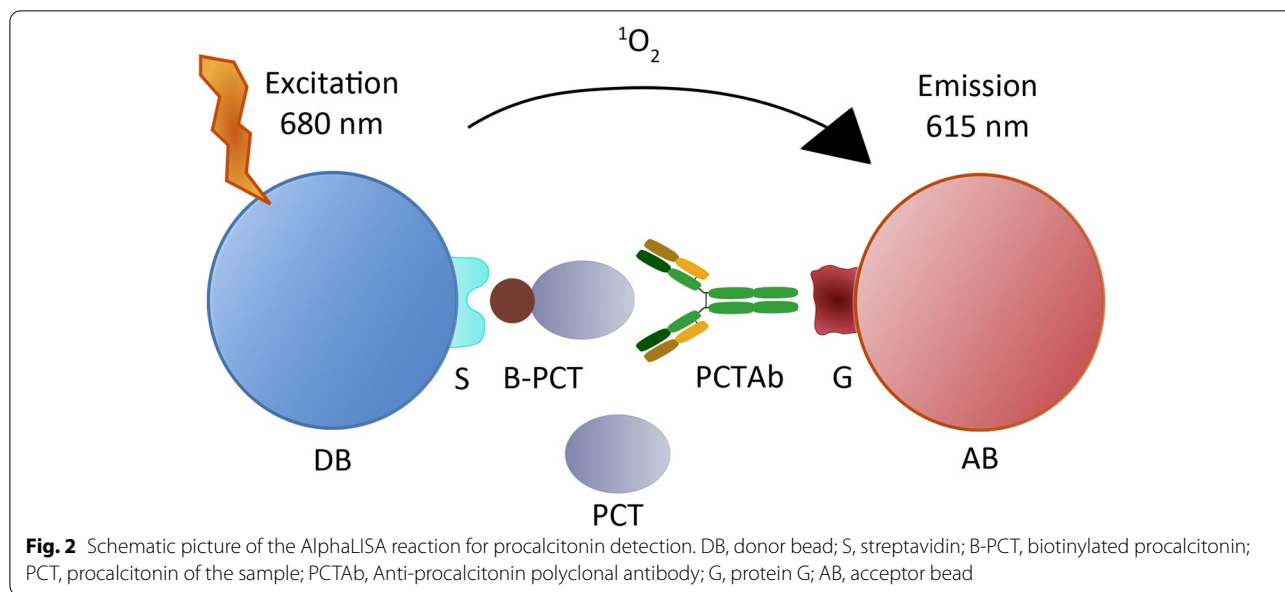 ¹O₂
Excitation
680 nm
Emission
615 nm
S
B-PCT
PCTAb
G
DB
AB
PCT
Fig. 2 Schematic picture of the AlphaLISA reaction for procalcitonin detection. DB, donor bead; S, streptavidin; B-PCT, biotinylated procalcitonin;
PCT, procalcitonin of the sample; PCTAb, Anti-procalcitonin polyclonal antibody; G, protein G; AB, acceptor bead